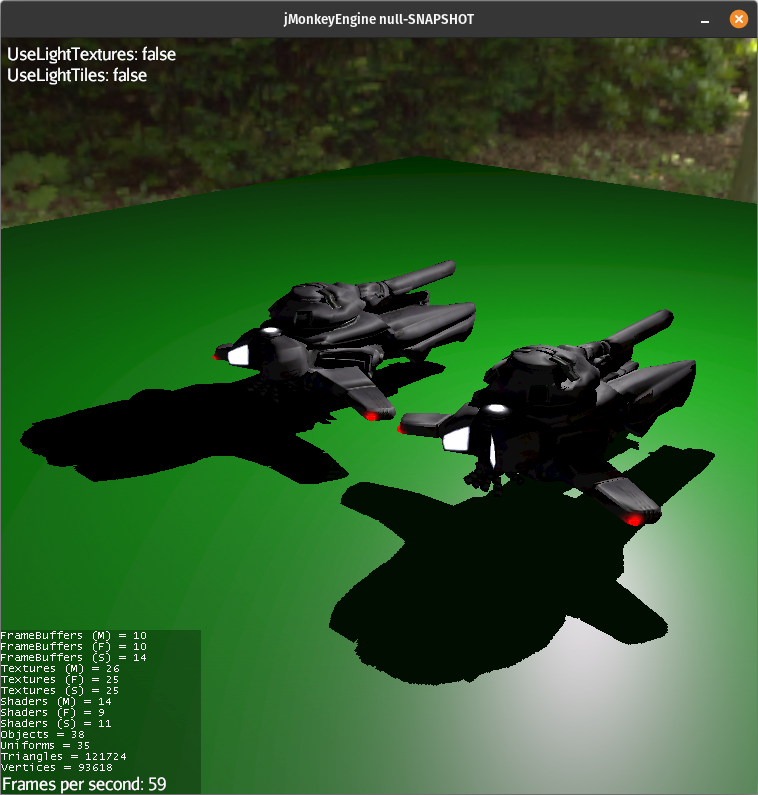 jMonkeyEngine null-SNAPSHOT
UseLightTextures: false
UseLightTiles: false
FrameBuffers (M) = 10
FrameBuffers (F) = 10
FrameBuffers (S) = 14
Textures (M) = 26
Textures (F) = 25
Textures (S) = 25
Shaders (M) = 14
Shaders (F) = 9
Shaders (S) = 11
Objects = 38
Uniforms = 35
Triangles = 121724
Vertices = 93618
Frames per second: 59